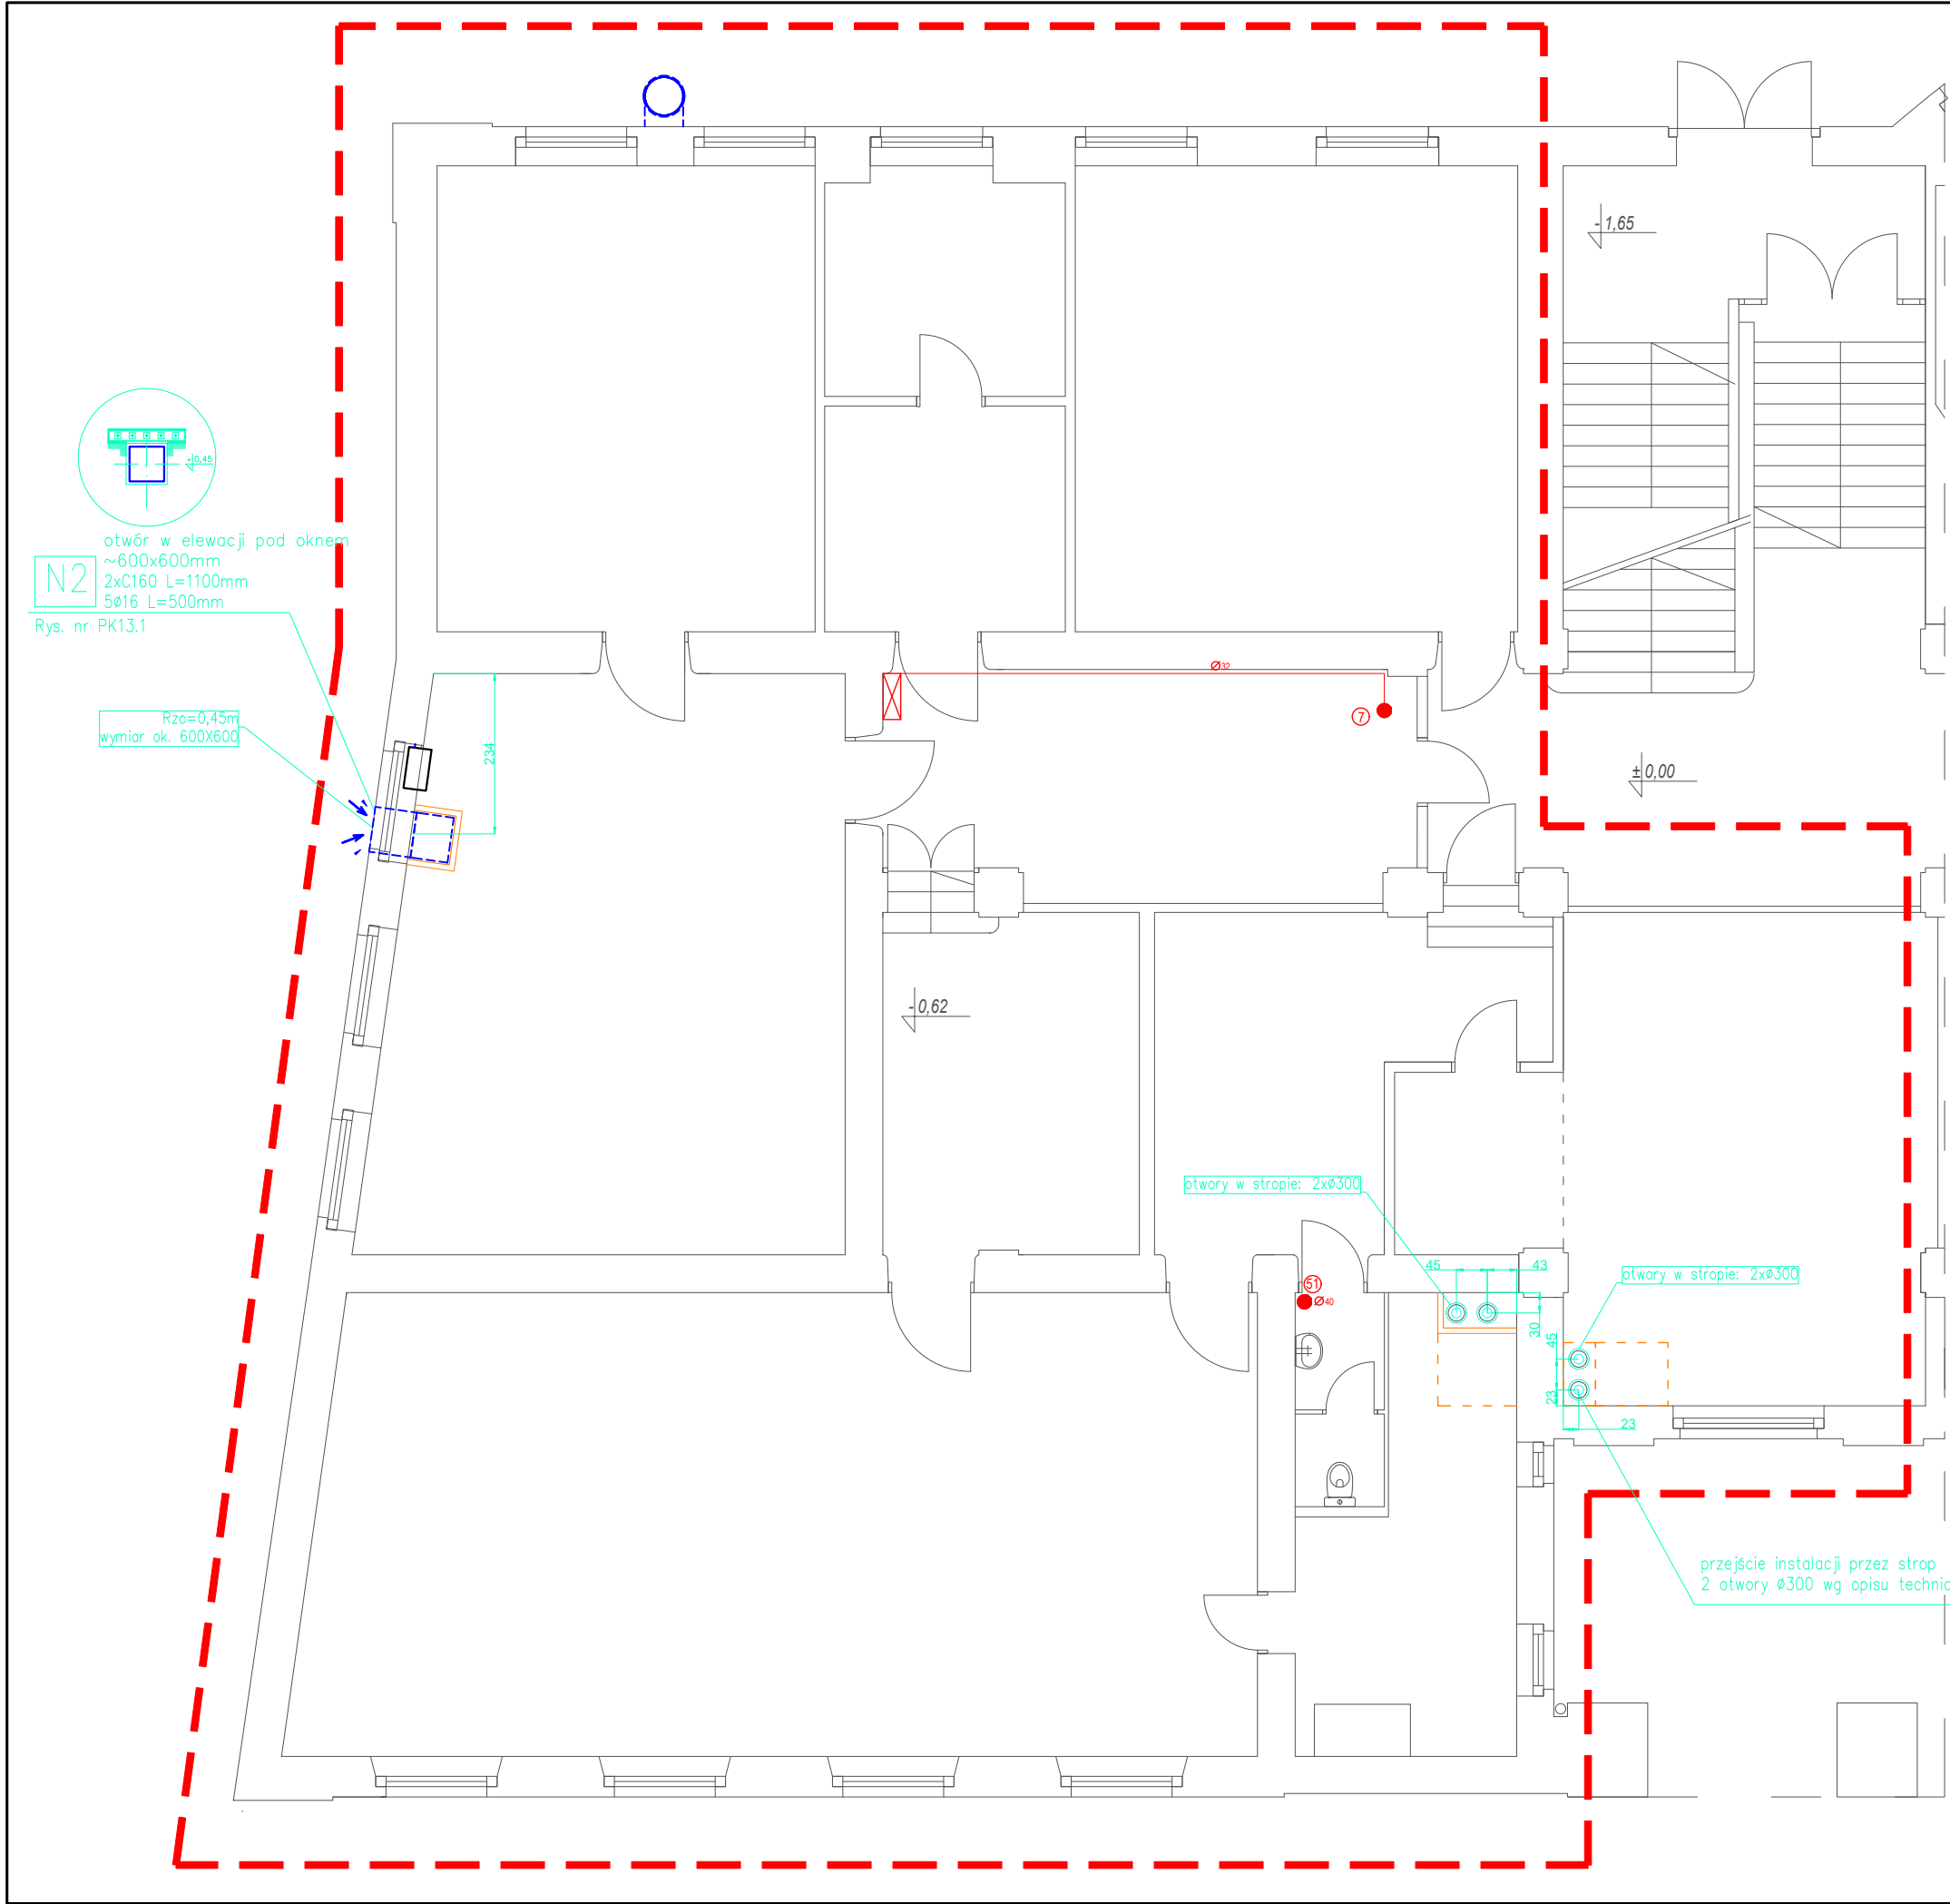 - 1,65
+0,45
otwór w elewacji pod oknem
~600x600mm
N2
2xC160 L=1100mm
5ø16 L=500mm
Rys. nr PK13.1
Ø32
Rzo=0,45m
wymiar ok. 600X600
7
234
± 0,00
- 0,62
otwory w stropie: 2xø300
45
43
otwory w stropie: 2xø300
51
Ø40
30
45
23
23
przejście instalacji przez strop
2 otwory ø300 wg opisu